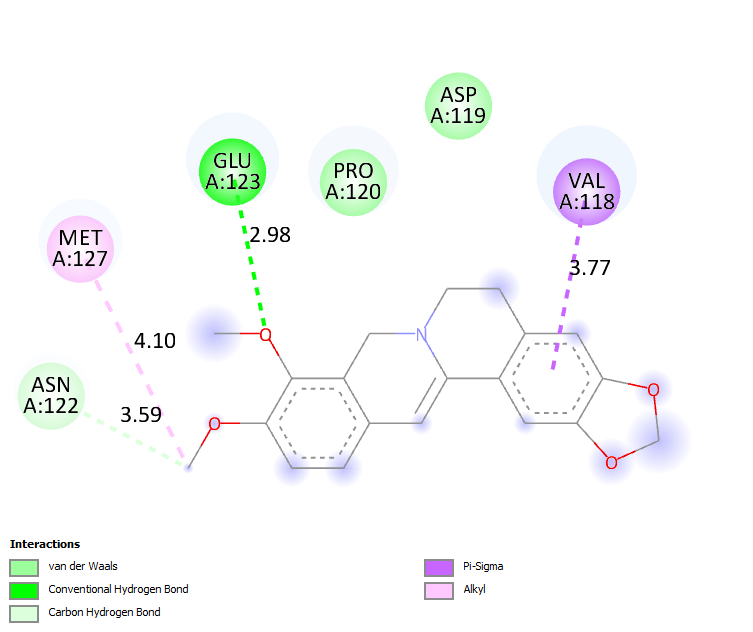 ASP
A:119
GLU
A:123
PRO
A:120
VAL
A:118
2.98
MET
A:127
3.77
4.10
N
O
ASN
A:122
3.59
O
O
O
Interactions
van der Waals
Conventional Hydrogen Bond
Carbon Hydrogen Bond
Pi-Sigma
Alkyl